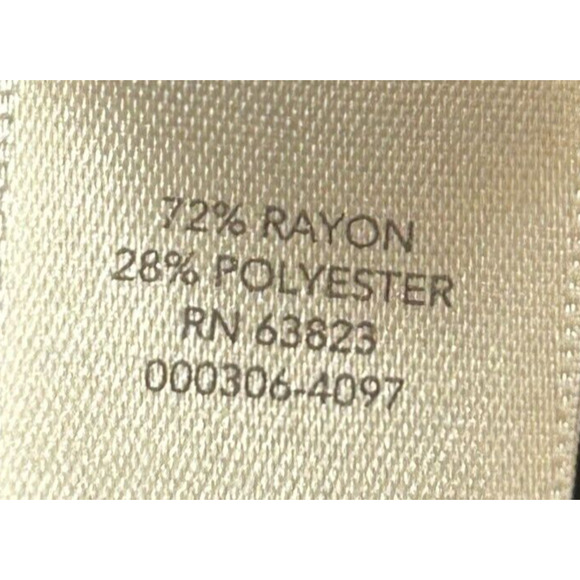 72% RAYON
28% POLYESTER
RN 63823
000306-4097